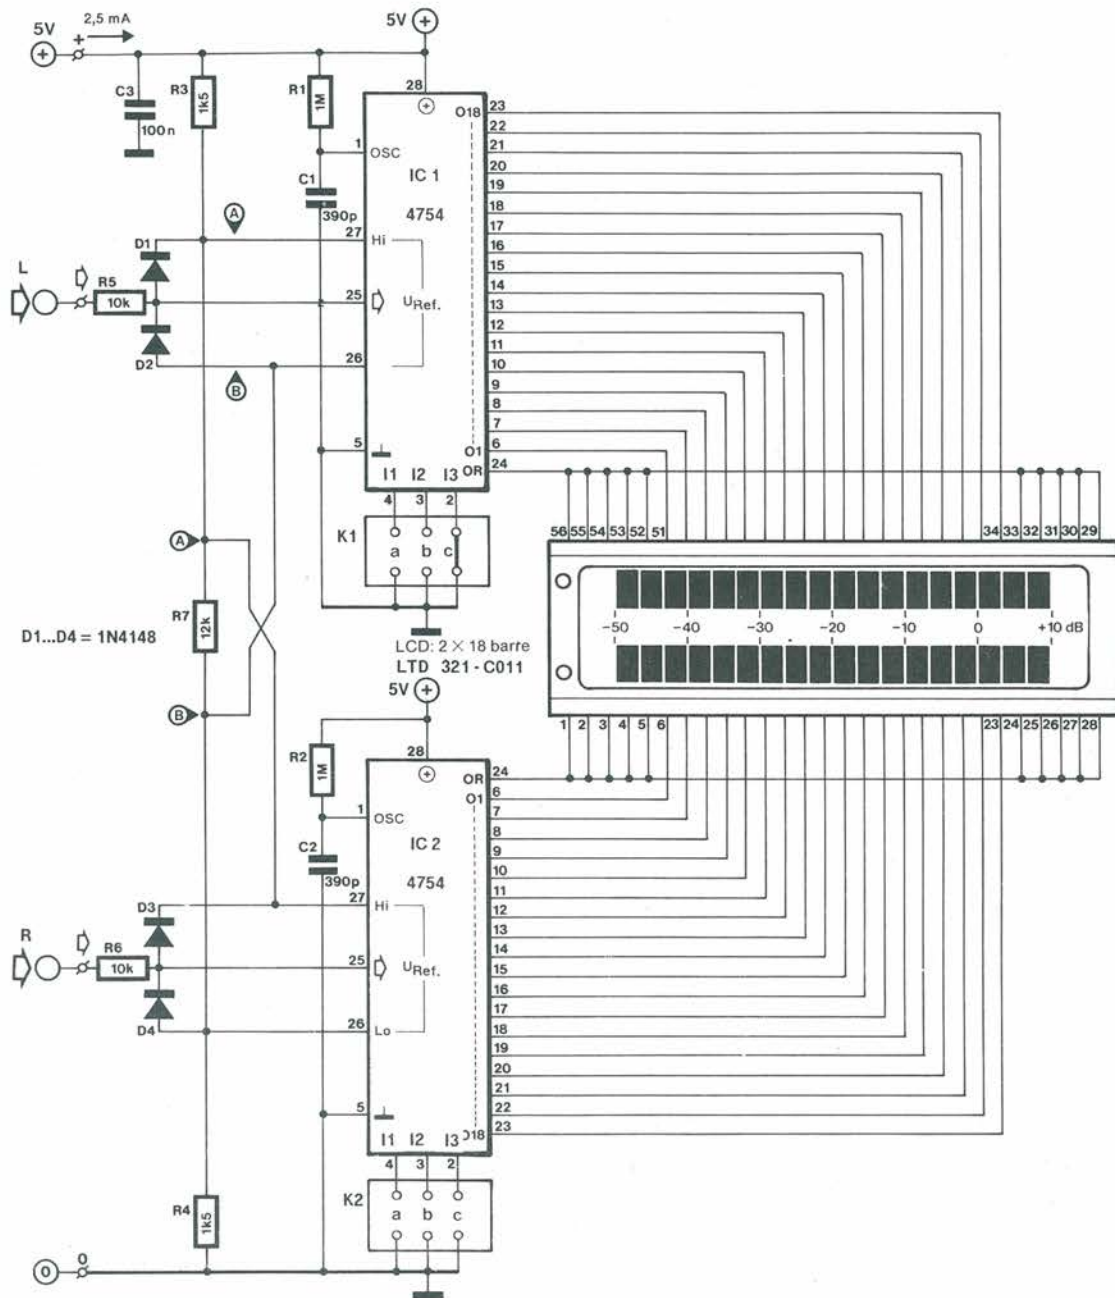 5V
+
2,5 mA
5V
C3
100n
R3
1k5
R1
1M
28
1
OSC
C1
390p
IC 1
4754
A
27
Hi
D1
L
R5
10k
25
URef.
D2
26
B
5
O18
O1
OR
23
22
21
20
19
18
17
16
15
14
13
12
11
10
9
8
7
6
24
I1 I2 I3
4 3 2
K1
a b c
A
R7
12k
D1...D4 = 1N4148
B
LCD: 2 × 18 barre
LTD 321-C011
56 55 54 53 52 51 34 33 32 31 30 29
-50 -40 -30 -20 -10 0 +10 dB
1 2 3 4 5 6 23 24 25 26 27 28
5V
R2
1M
28
1
OSC
C2
390p
IC 2
4754
27
Hi
D3
R
R6
10k
25
URef.
D4
26
Lo
5
OR
O1
O18
24
6
7
8
9
10
11
12
13
14
15
16
17
18
19
20
21
22
23
I1 I2 I3
4 3 2
K2
a b c
R4
1k5
0
0